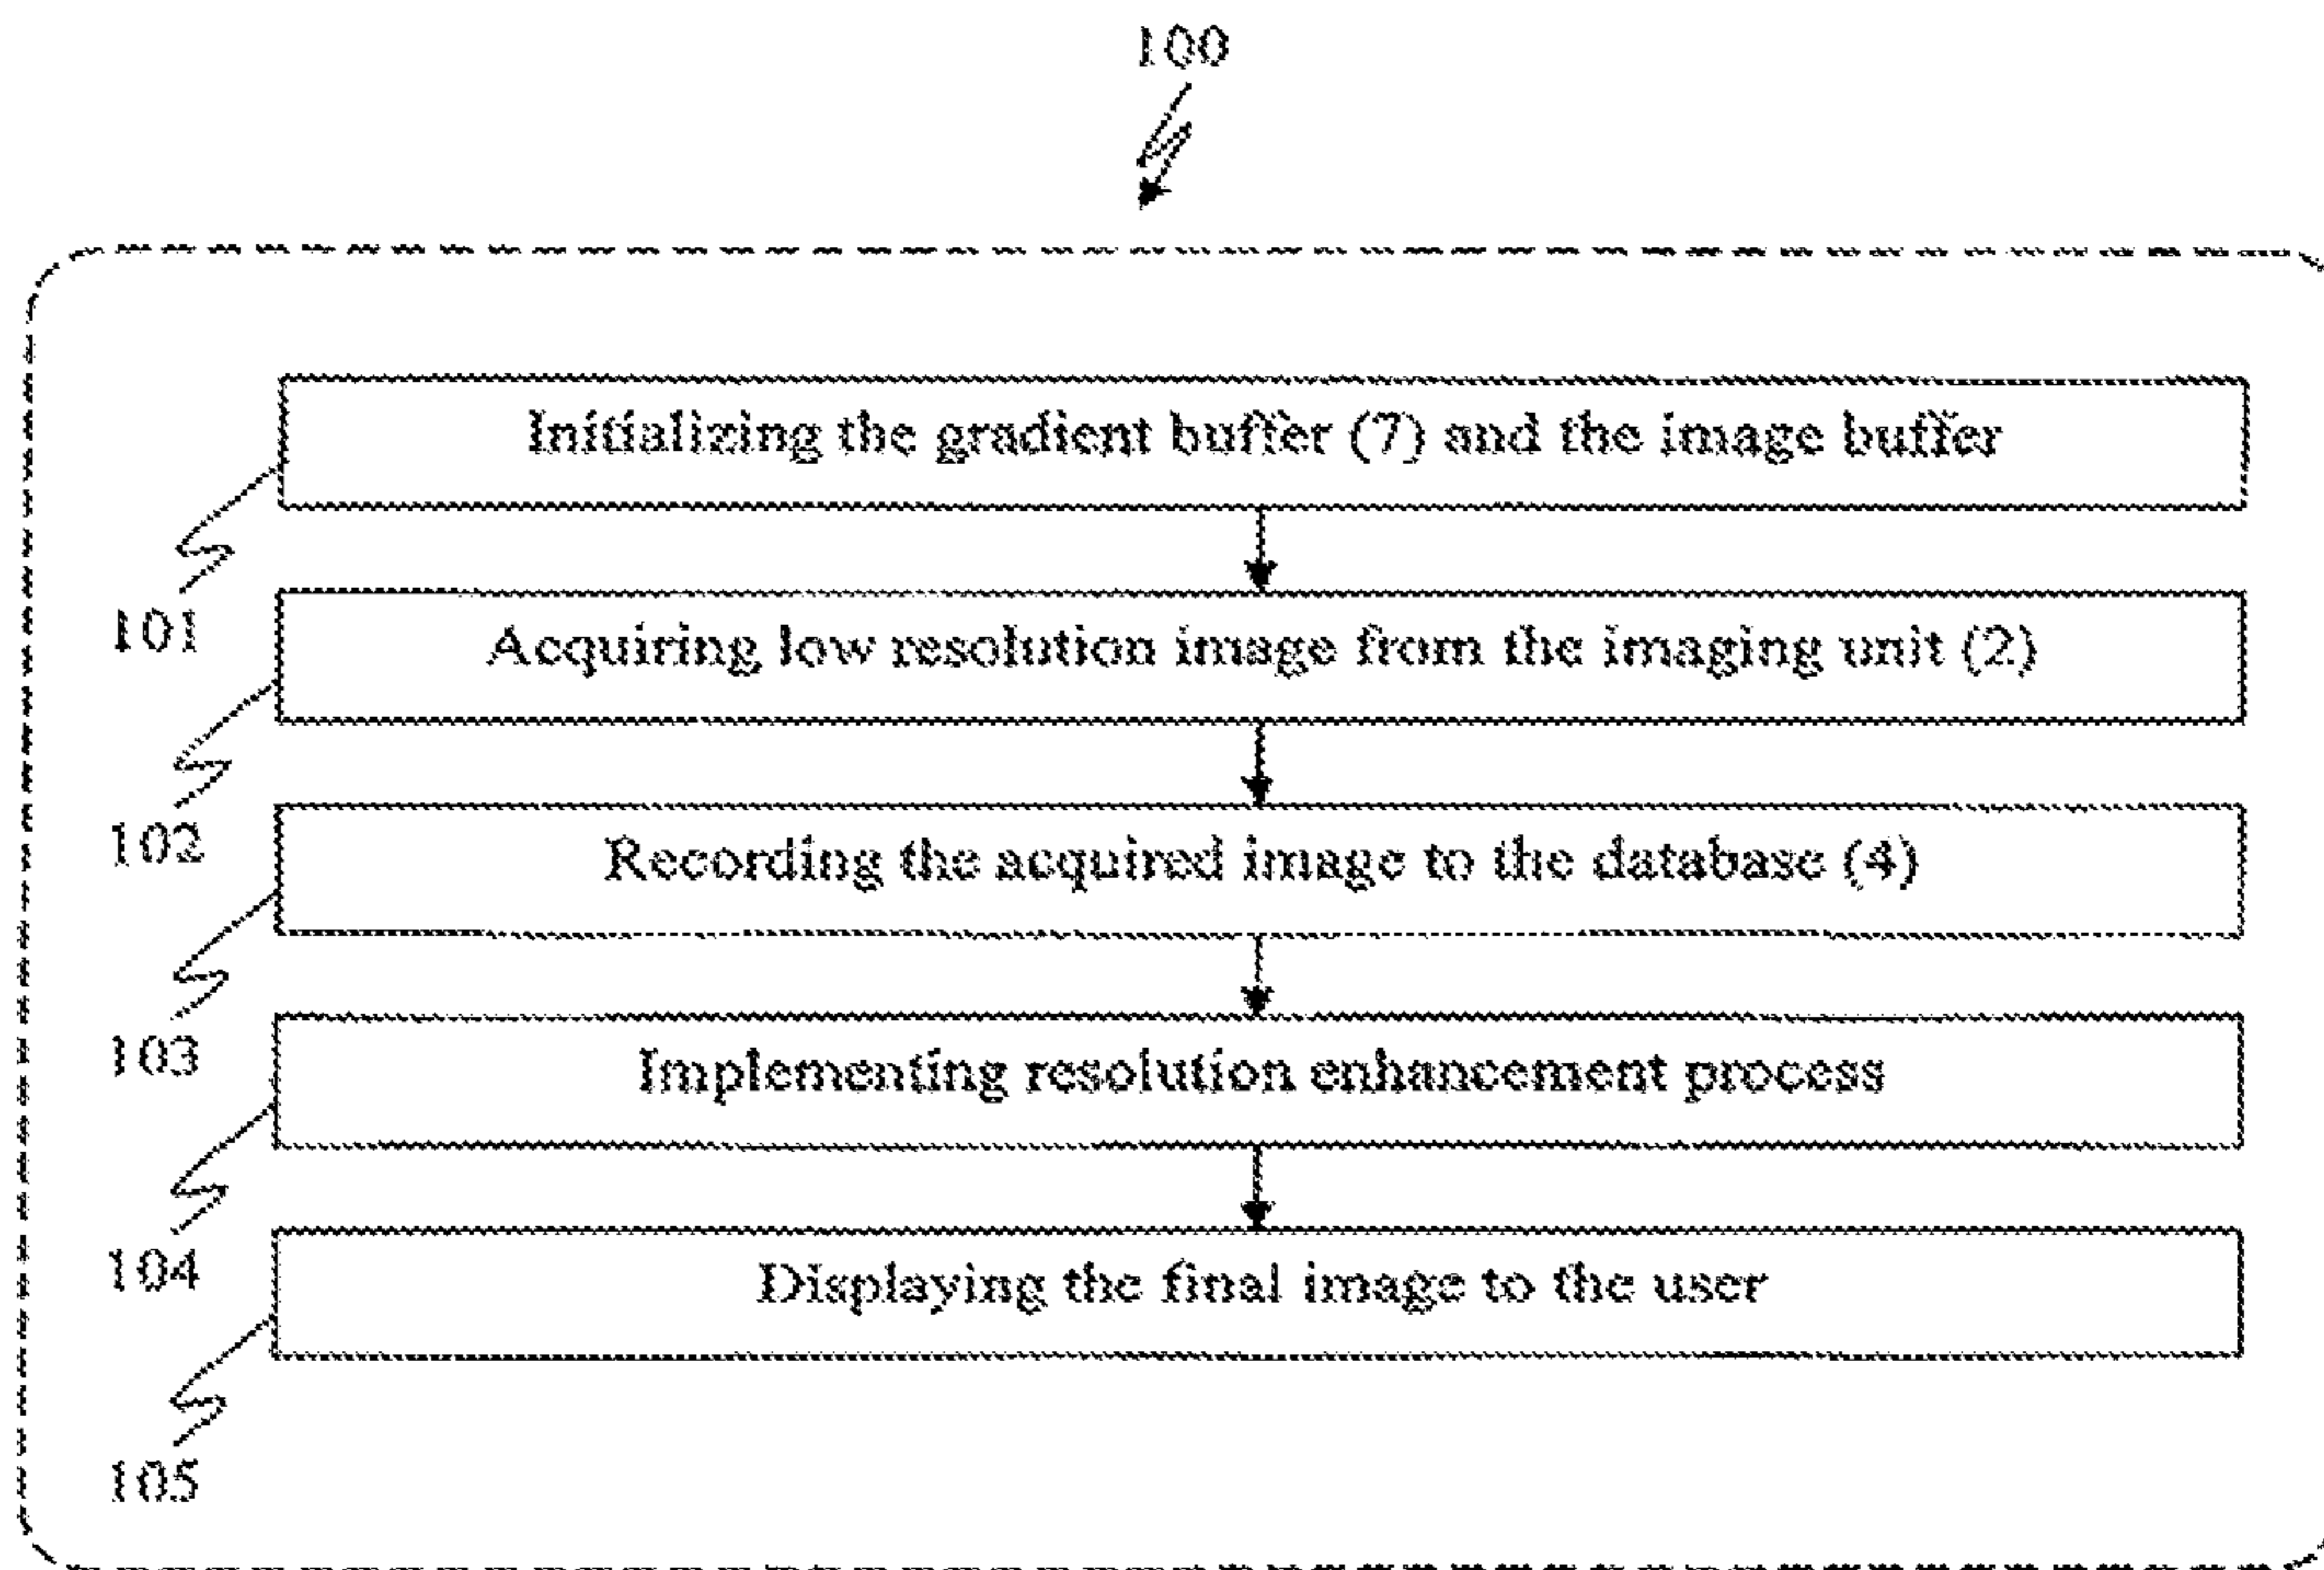 100
Initializing the gradient buffer (7) and the image buffer
101
Acquiring low resolution image from the imaging unit (2)
102
Recording the acquired image to the database (4)
103
Implementing resolution enhancement process
104
Displaying the final image to the user
105